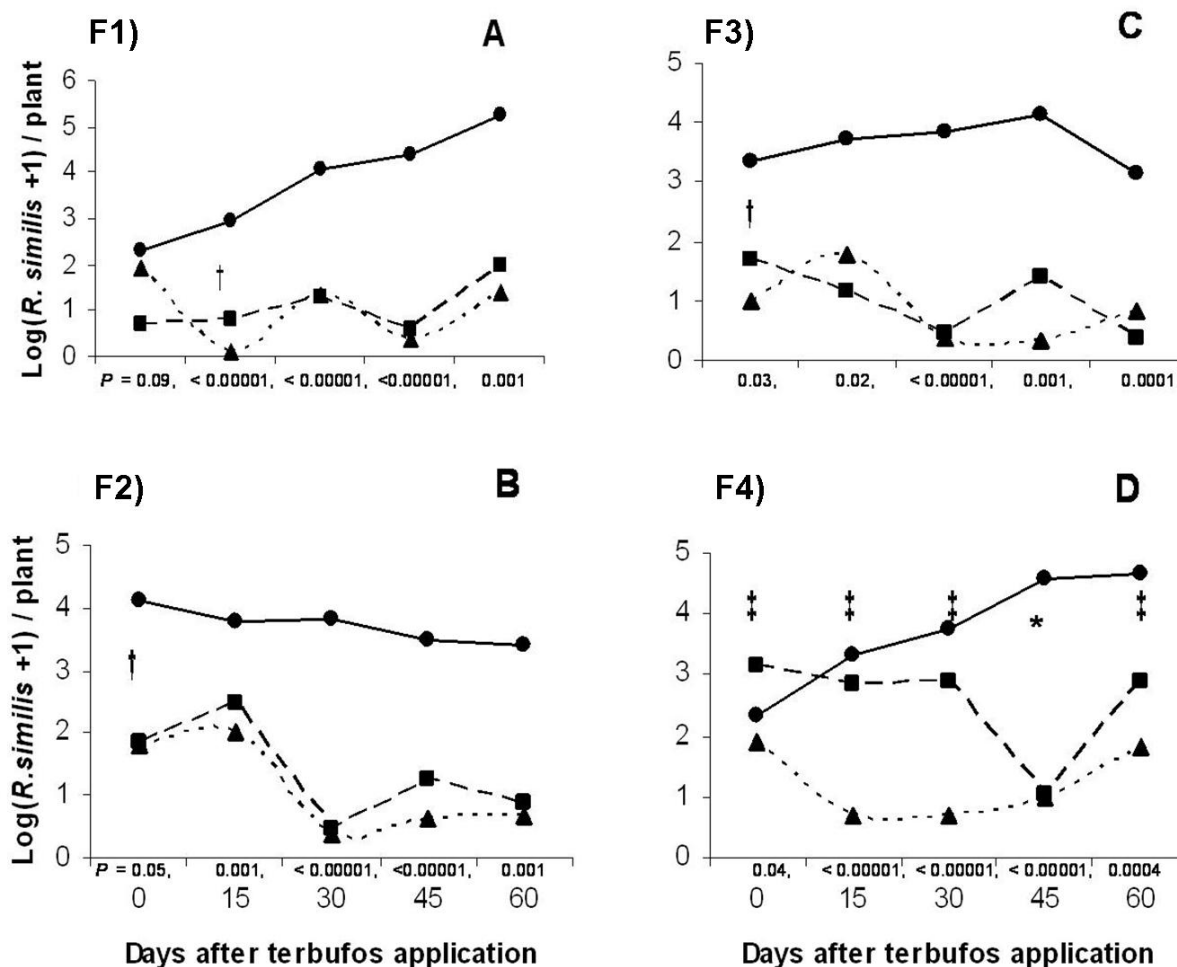 F1) A
Log(R. similis +1) / plant
6
5
4
3
2
1
0
†
P = 0.09, < 0.00001, < 0.00001, <0.00001, 0.001
F3) C
5
4
3
2
1
0
†
0.03, 0.02, < 0.00001, 0.001, 0.0001
F2) B
Log(R.similis +1) / plant
5
4
3
2
1
0
†
P = 0.05, 0.001, < 0.00001, <0.00001, 0.001
0 15 30 45 60
Days after terbufos application
F4) D
5
4
3
2
1
0
‡ ‡ ‡ * ‡
0.04, < 0.00001, < 0.00001, < 0.00001, 0.0004
0 15 30 45 60
Days after terbufos application